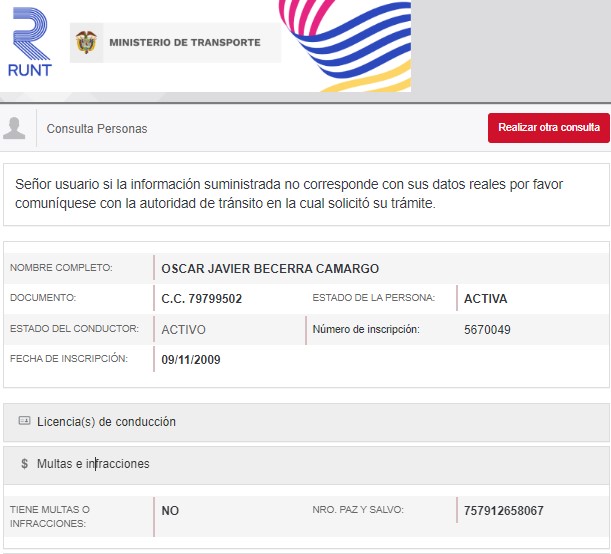 RUNT
MINISTERIO DE TRANSPORTE
Consulta Personas
Realizar otra consulta
Señor usuario si la información suministrada no corresponde con sus datos reales por favor
comuníquese con la autoridad de tránsito en la cual solicitó su trámite.
NOMBRE COMPLETO: OSCAR JAVIER BECERRA CAMARGO
DOCUMENTO: C.C. 79799502 ESTADO DE LA PERSONA: ACTIVA
ESTADO DEL CONDUCTOR: ACTIVO Número de inscripción: 5670049
FECHA DE INSCRIPCIÓN: 09/11/2009
Licencia(s) de conducción
$ Multas e infracciones
TIENE MULTAS O NO NRO. PAZ Y SALVO: 757912658067
INFRACCIONES: